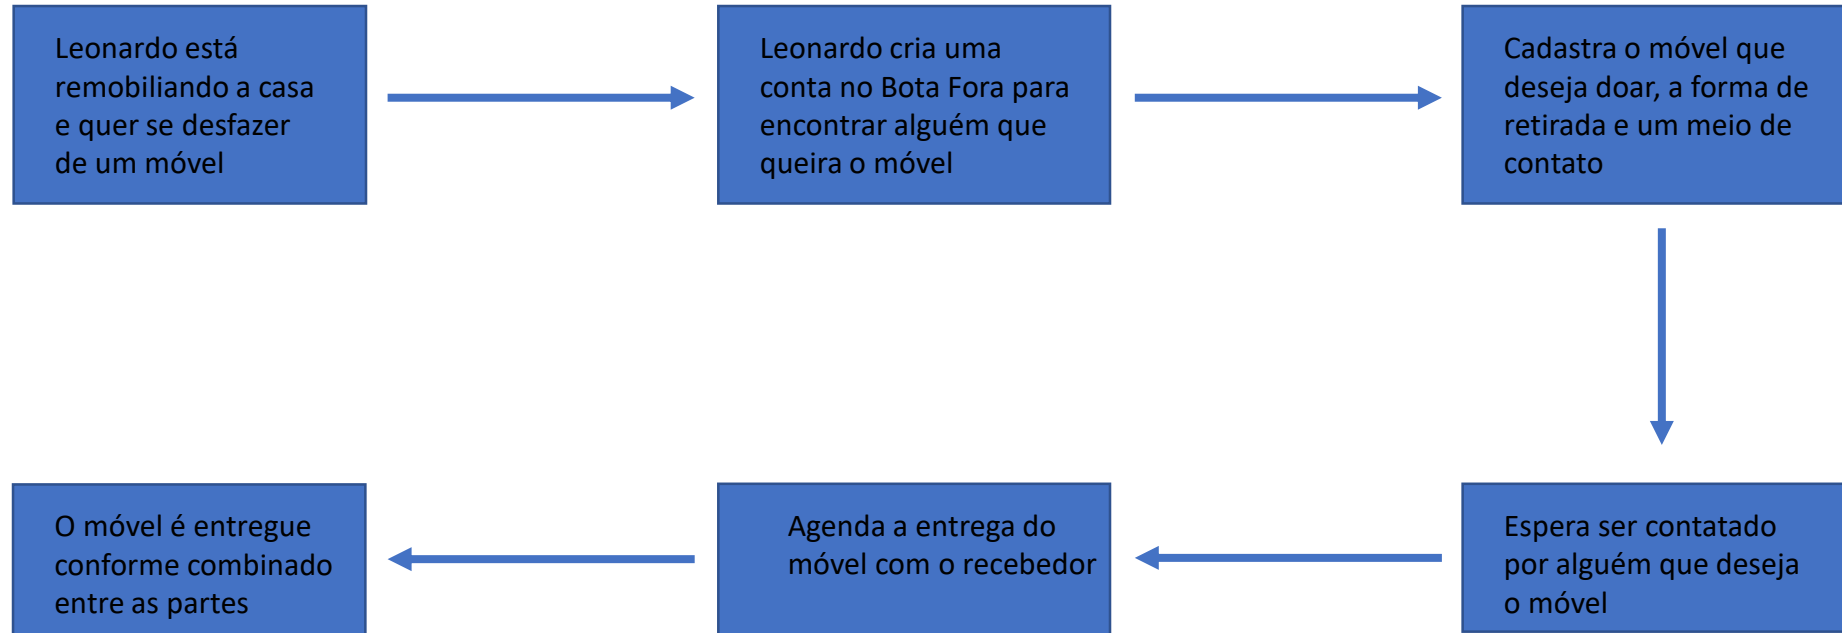 Leonardo está
remobiliando a casa
e quer se desfazer
de um móvel
Leonardo cria uma
conta no Bota Fora para
encontrar alguém que
queira o móvel
Cadastra o móvel que
deseja doar, a forma de
retirada e um meio de
contato
Espera ser contatado
por alguém que deseja
o móvel
Agenda a entrega do
móvel com o recebedor
O móvel é entregue
conforme combinado
entre as partes